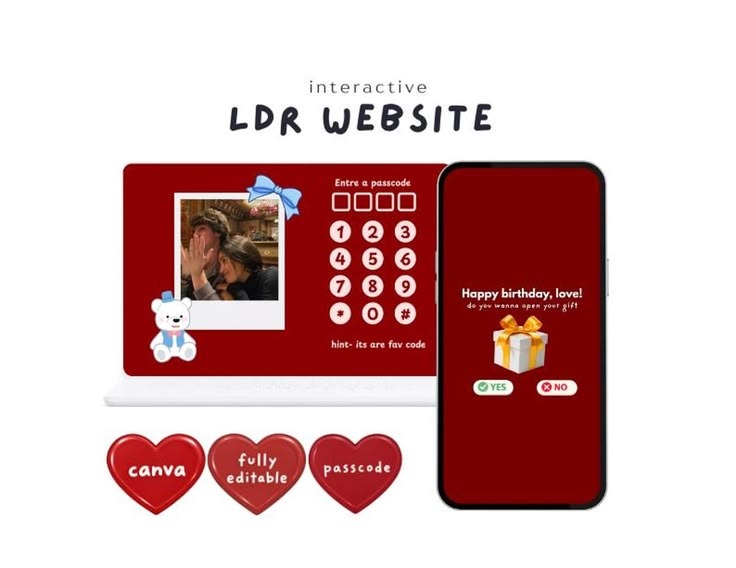 interactive
LDR WEBSITE
Entre a passcode
1 2 3
4 5 6
7 8 9
* 0 #
hint- its are fav code
Happy birthday, love!
do you wanna open your gift
YES NO
canva
fully
editable
passcode